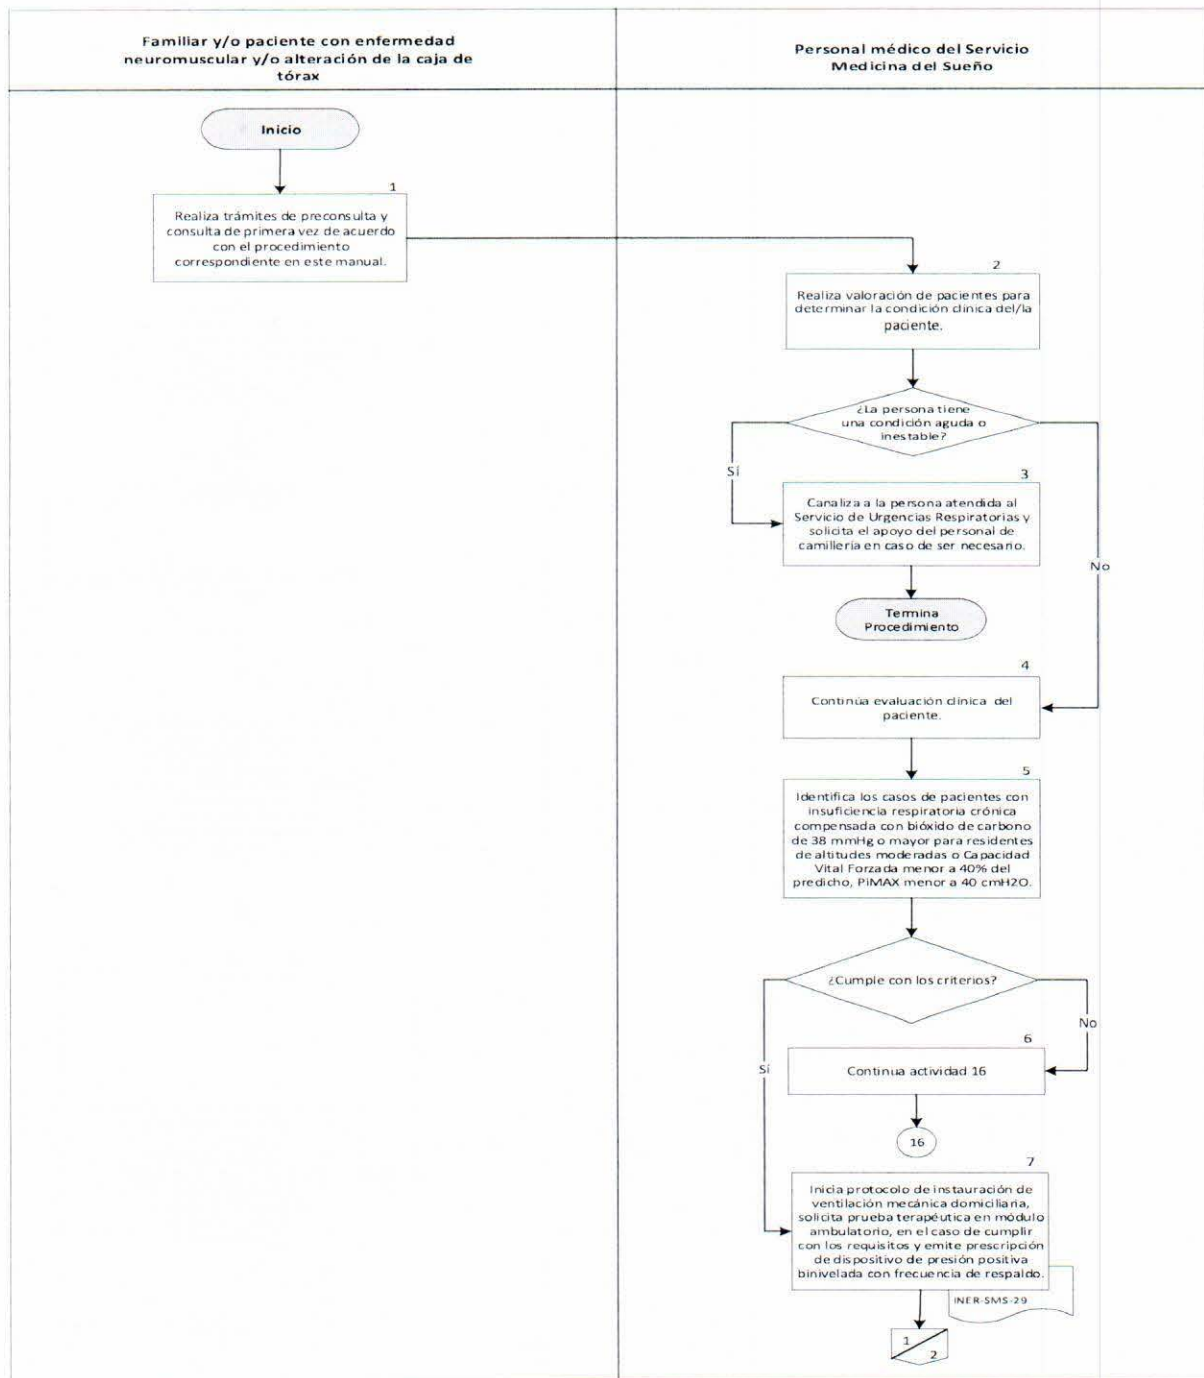 Familiar y/o paciente con enfermedad
neuromuscular y/o alteración de la caja de
tórax
Personal médico del Servicio
Medicina del Sueño
Inicio
1
Realiza trámites de preconsulta y
consulta de primera vez de acuerdo
con el procedimiento
correspondiente en este manual.
2
Realiza valoración de pacientes para
determinar la condición clínica del/la
paciente.
¿La persona tiene
una condición aguda o
inestable?
Sí
No
3
Canaliza a la persona atendida al
Servicio de Urgencias Respiratorias y
solicita el apoyo del personal de
camillería en caso de ser necesario.
Termina
Procedimiento
4
Continúa evaluación clínica del
paciente.
5
Identifica los casos de pacientes con
insuficiencia respiratoria crónica
compensada con bióxido de carbono
de 38 mmHg o mayor para residentes
de altitudes moderadas o Capacidad
Vital Forzada menor a 40% del
predicho, PiMAX menor a 40 cmH2O.
¿Cumple con los criterios?
Sí
No
6
Continua actividad 16
16
7
Inicia protocolo de instauración de
ventilación mecánica domiciliaria,
solicita prueba terapéutica en módulo
ambulatorio, en el caso de cumplir
con los requisitos y emite prescripción
de dispositivo de presión positiva
binivelada con frecuencia de respaldo.
INER-SMS-29
1
2